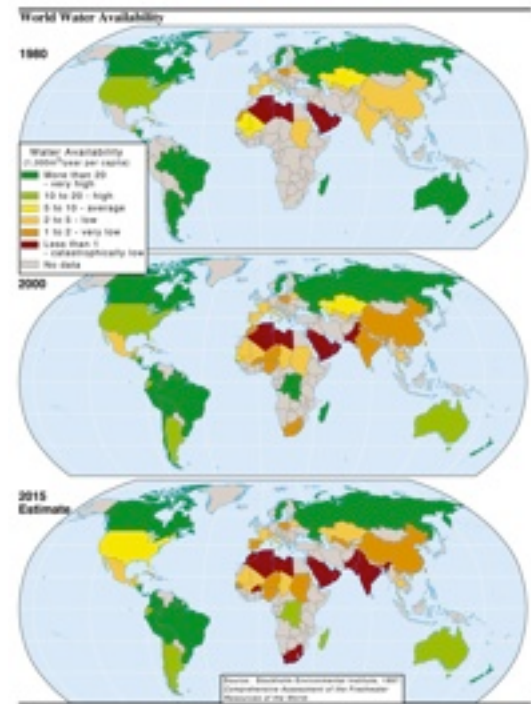 World Water Availability
1980
Water Availability
(1,000m³/year per capita)
More than 20
- very high
10 to 20 - high
5 to 10 - average
2 to 5 - low
1 to 2 - very low
Less than 1
- catastrophically low
No data
2000
2015
Estimate
Source: Stockholm Environmental Institute, 1997
Comprehensive Assessment of the Freshwater
Resources of the World